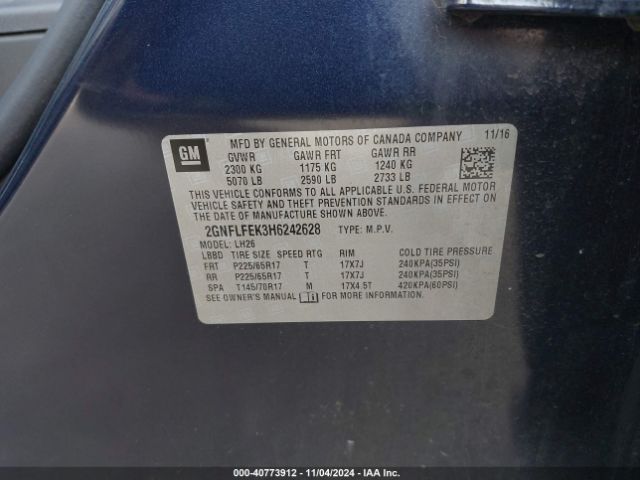 GM
MFD BY GENERAL MOTORS OF CANADA COMPANY 11/16
GVWR GAWR FRT GAWR RR
2300 KG 1175 KG 1240 KG
5070 LB 2590 LB 2733 LB
THIS VEHICLE CONFORMS TO ALL APPLICABLE U.S. FEDERAL MOTOR
VEHICLE SAFETY AND THEFT PREVENTION STANDARDS IN EFFECT ON
THE DATE OF MANUFACTURE SHOWN ABOVE.
2GNFLFEK3H6242628 TYPE: M.P.V.
MODEL: LH26
LBBD TIRE SIZE SPEED RTG RIM COLD TIRE PRESSURE
FRT P225/65R17 T 17X7J 240KPA(35PSI)
RR P225/65R17 T 17X7J 240KPA(35PSI)
SPA T145/70R17 M 17X4.5T 420KPA(60PSI)
SEE OWNER'S MANUAL FOR MORE INFORMATION.
000-40773912 - 11/04/2024 - IAA Inc.